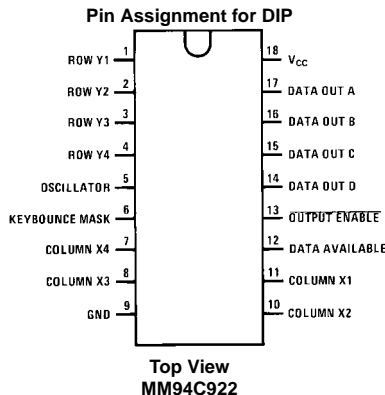 Pin Assignment for DIP
ROW Y1 1 18 VCC
ROW Y2 2 17 DATA OUT A
ROW Y3 3 16 DATA OUT B
ROW Y4 4 15 DATA OUT C
OSCILLATOR 5 14 DATA OUT D
KEYBOUNCE MASK 6 13 OUTPUT ENABLE
COLUMN X4 7 12 DATA AVAILABLE
COLUMN X3 8 11 COLUMN X1
GND 9 10 COLUMN X2
Top View
MM94C922